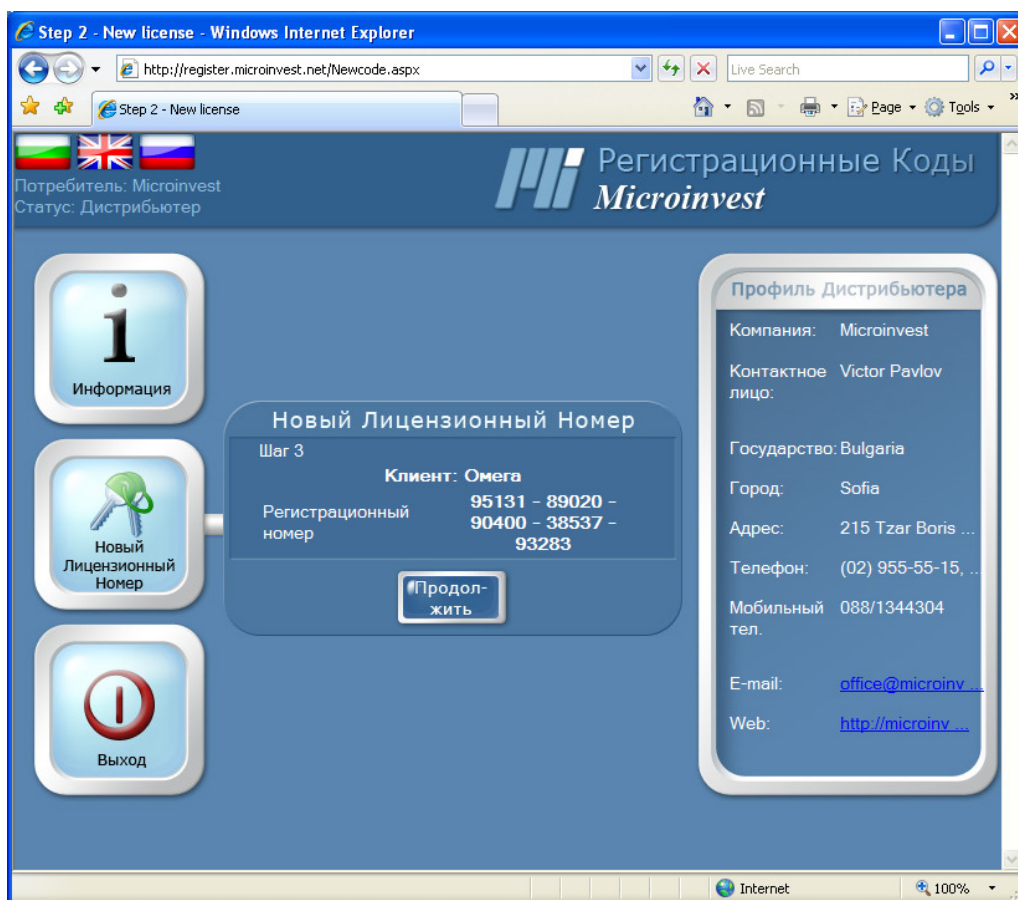 Step 2 - New license - Windows Internet Explorer
http://register.microinvest.net/Newcode.aspx
Live Search
Step 2 - New license
Page
Tools
Потребитель: Microinvest
Статус: Дистрибьютер
Регистрационные Коды
Microinvest
Информация
Новый
Лицензионный
Номер
Выход
Новый Лицензионный Номер
Шаг 3
Клиент: Омега
Регистрационный
номер
95131 - 89020 -
90400 - 38537 -
93283
Продол-
жить
Профиль Дистрибьютера
Компания: Microinvest
Контактное Victor Pavlov
лицо:
Государство: Bulgaria
Город: Sofia
Адрес: 215 Tzar Boris ...
Телефон: (02) 955-55-15, ...
Мобильный 088/1344304
тел.
E-mail: office@microinv ...
Web: http://microinv ...
Internet
100%